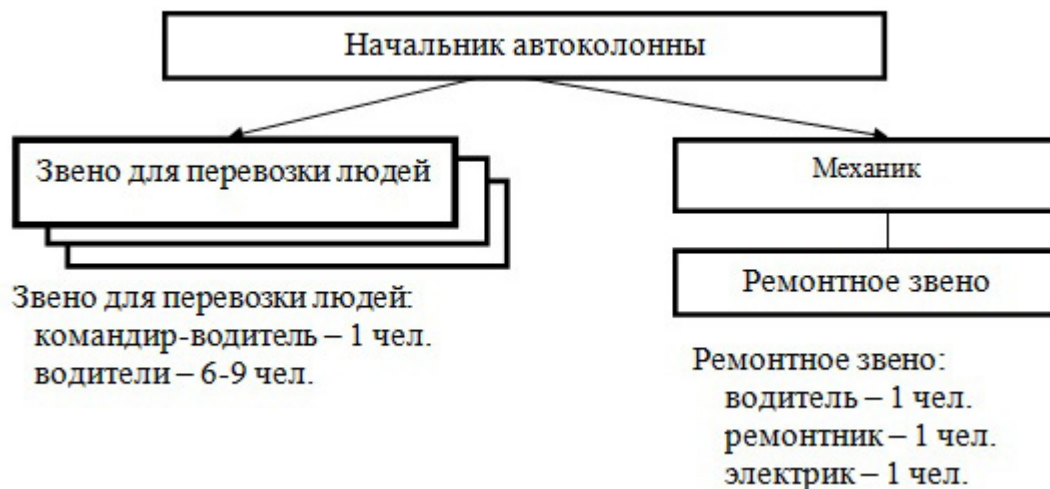 Начальник автоколонны
Звено для перевозки людей
Механик
Ремонтное звено
Звено для перевозки людей:
командир-водитель – 1 чел.
водители – 6-9 чел.
Ремонтное звено:
водитель – 1 чел.
ремонтник – 1 чел.
электрик – 1 чел.